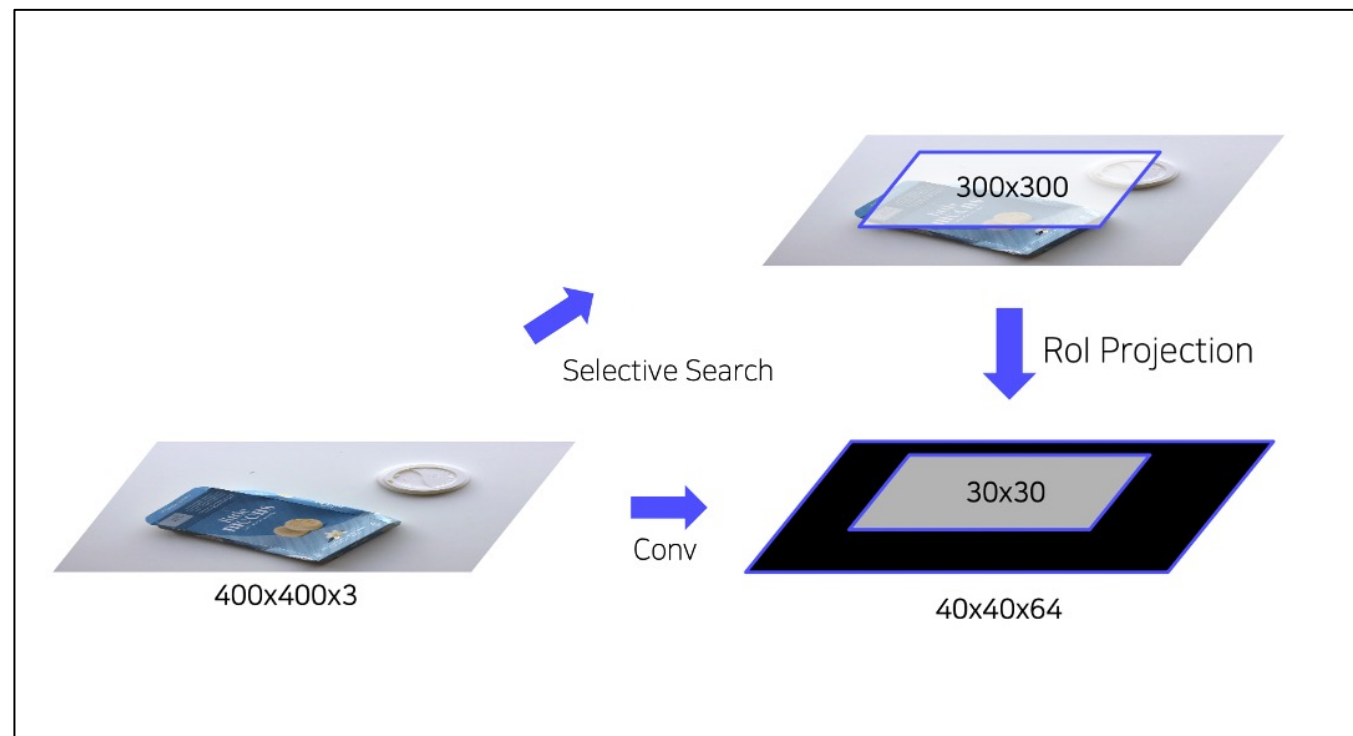 300x300
Selective Search
RoI Projection
400x400x3
Conv
30x30
40x40x64